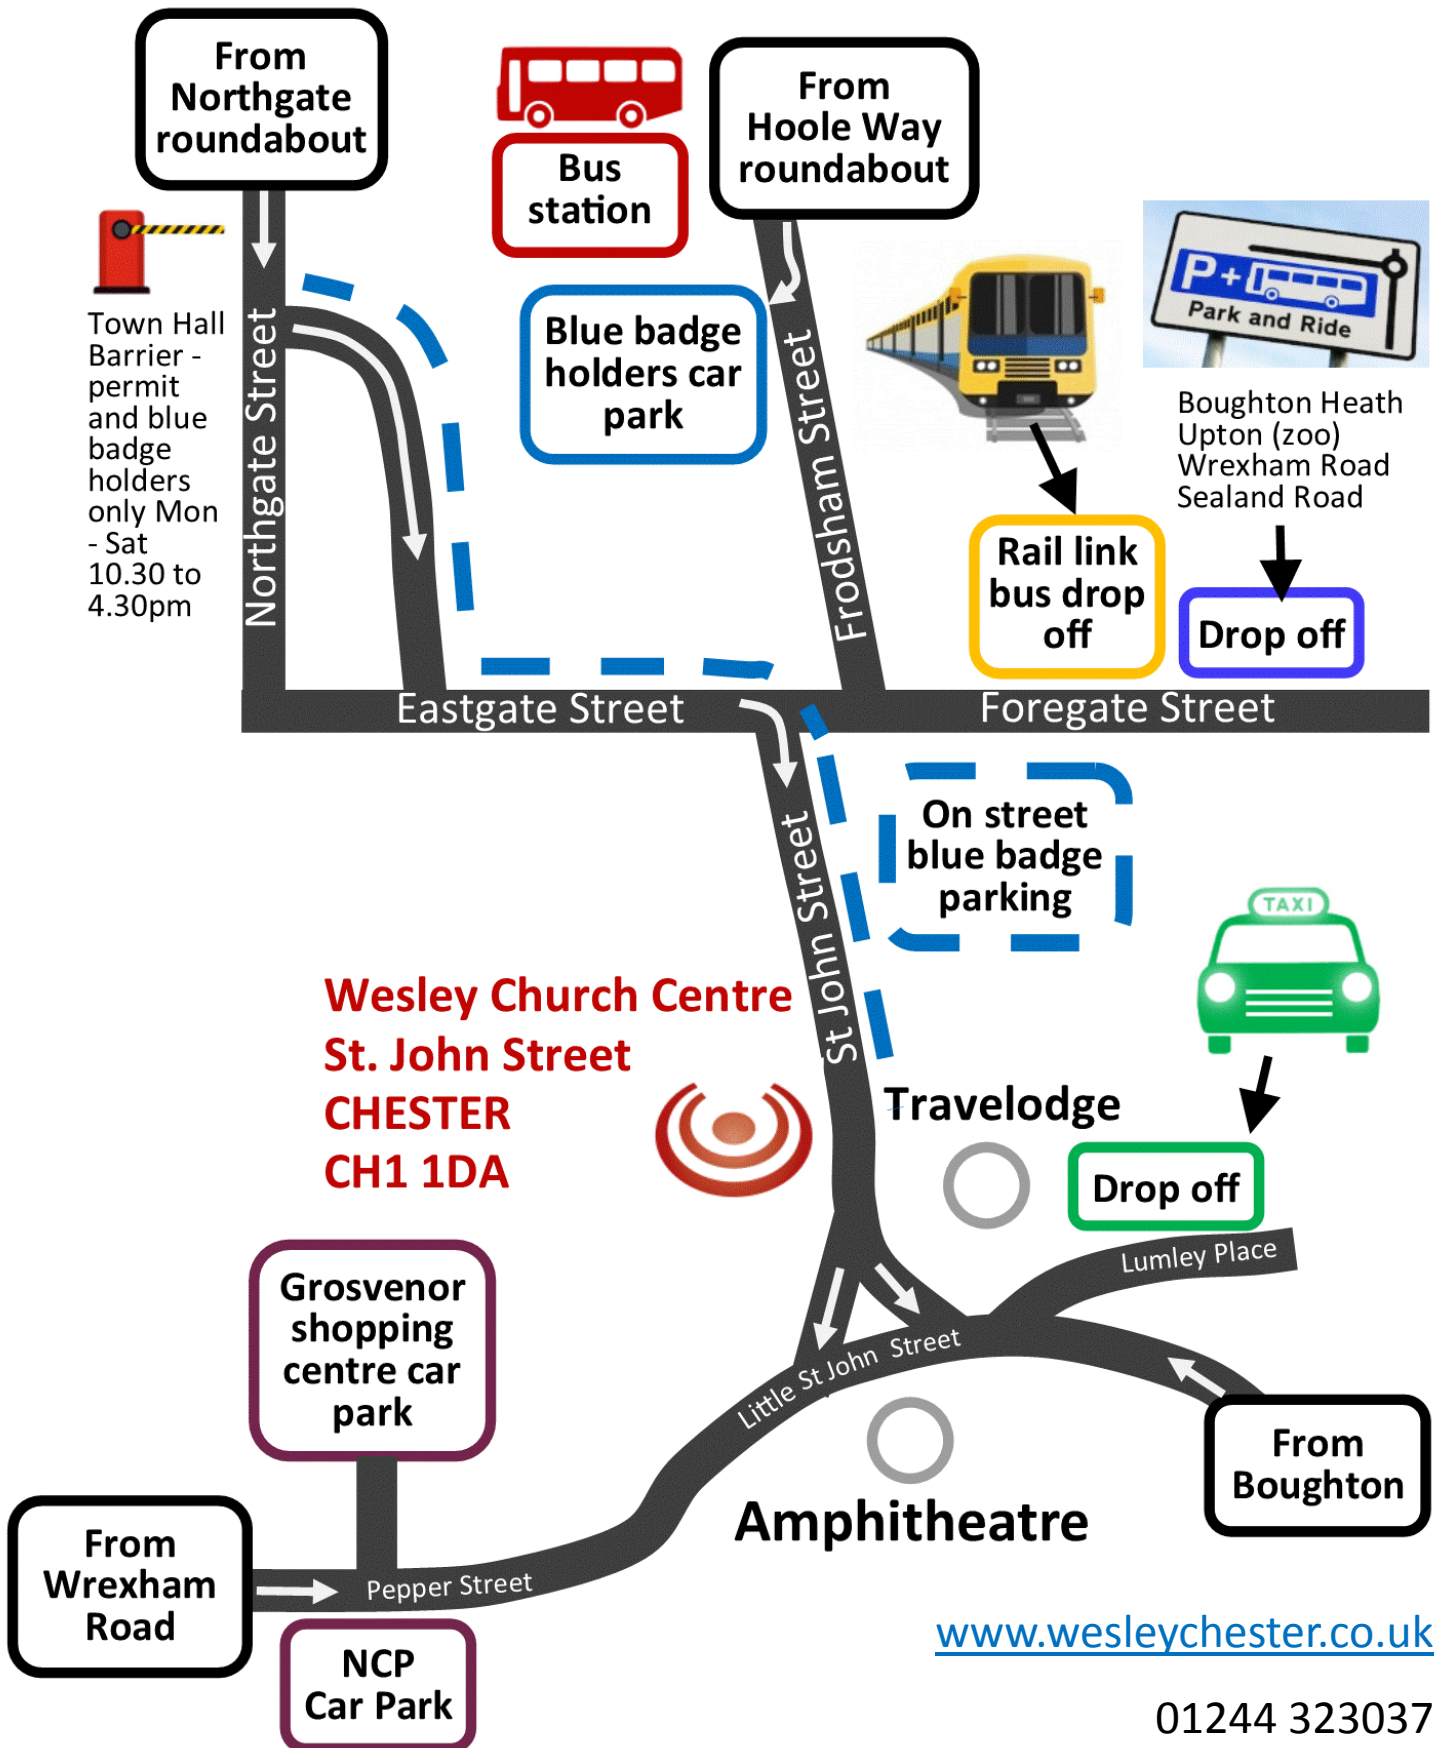 From
Northgate
roundabout
Bus
station
From
Hoole Way
roundabout
P+
Park and Ride
Town Hall
Barrier -
permit
and blue
badge
holders
only Mon
- Sat
10.30 to
4.30pm
Northgate Street
Blue badge
holders car
park
Frodsham Street
Boughton Heath
Upton (zoo)
Wrexham Road
Sealand Road
Rail link
bus drop
off
Drop off
Eastgate Street
Foregate Street
St John Street
On street
blue badge
parking
TAXI
Wesley Church Centre
St. John Street
CHESTER
CH1 1DA
Travelodge
Drop off
Lumley Place
Grosvenor
shopping
centre car
park
Little St John Street
From
Boughton
Amphitheatre
From
Wrexham
Road
Pepper Street
NCP
Car Park
www.wesleychester.co.uk
01244 323037